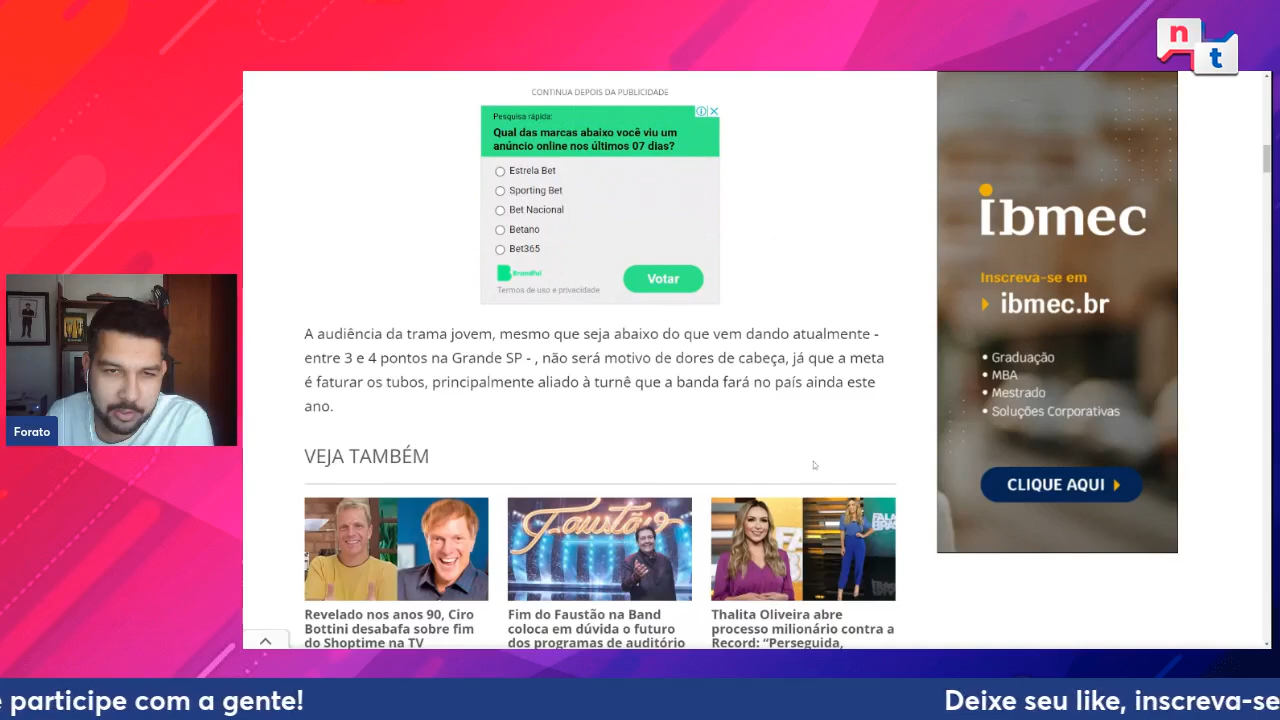 n
t
CONTINUA DEPOIS DA PUBLICIDADE
Pesquisa rápida:
Qual das marcas abaixo você viu um
anúncio online nos últimos 07 dias?
Estrela Bet
Sporting Bet
Bet Nacional
Betano
Bet365
Brandful
Votar
Termos de uso e privacidade
ibmec
Inscreva-se em
ibmec.br
• Graduação
• MBA
• Mestrado
• Soluções Corporativas
CLIQUE AQUI
A audiência da trama jovem, mesmo que seja abaixo do que vem dando atualmente -
entre 3 e 4 pontos na Grande SP - , não será motivo de dores de cabeça, já que a meta
é faturar os tubos, principalmente aliado à turnê que a banda fará no país ainda este
ano.
Forato
VEJA TAMBÉM
Faustão
FALA
BRASIL
Revelado nos anos 90, Ciro
Bottini desabafa sobre fim
do Shoptime na TV
Fim do Faustão na Band
coloca em dúvida o futuro
dos programas de auditório
Thalita Oliveira abre
processo milionário contra a
Record: “Perseguida,
e participe com a gente!
Deixe seu like, inscreva-se